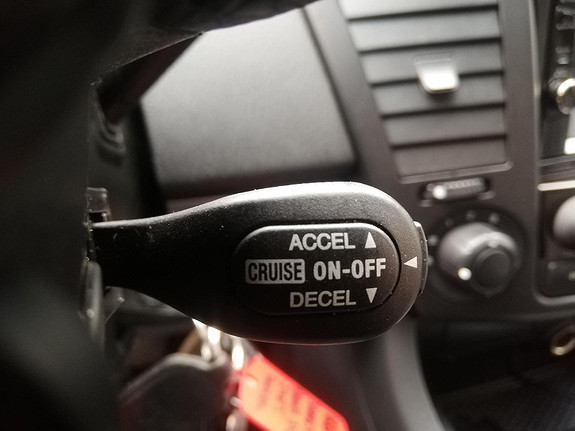 ACCEL ▲
CRUISE ON-OFF ◀
DECEL ▼